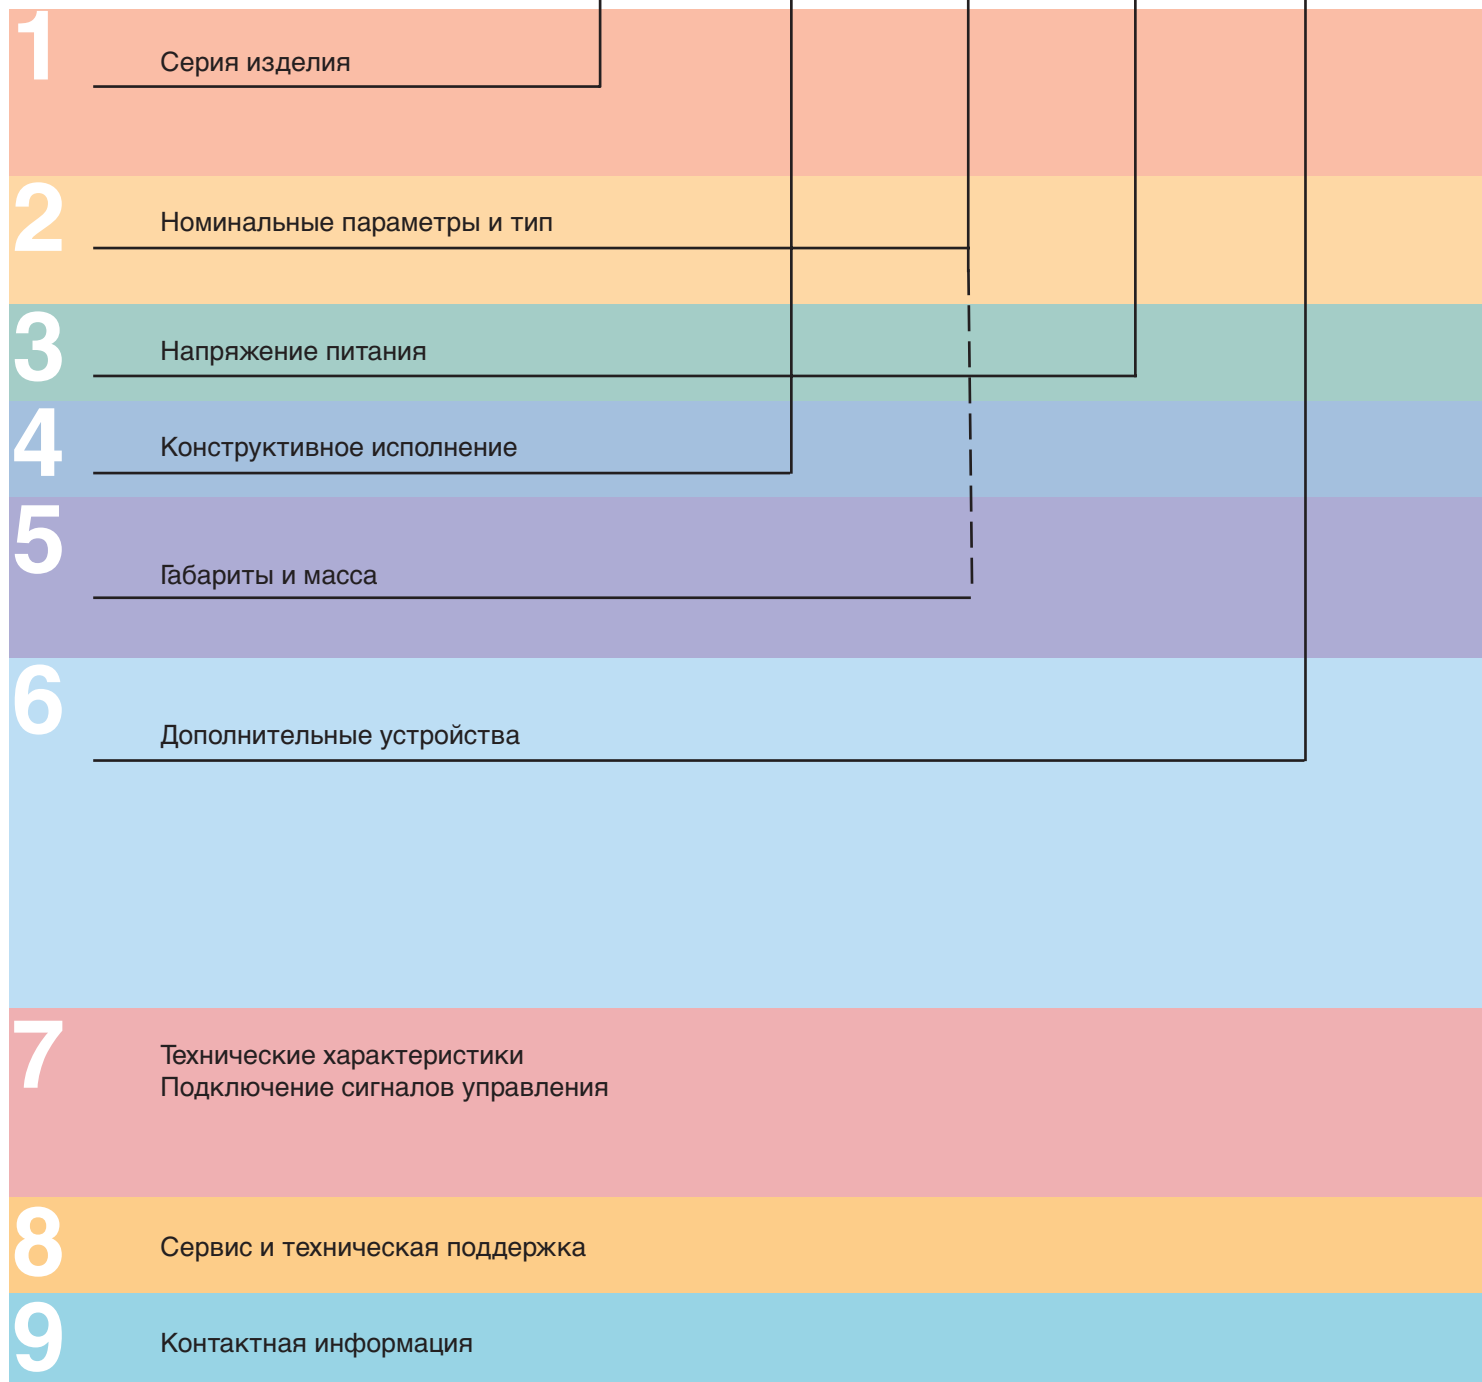 1
Серия изделия
2
Номинальные параметры и тип
3
Напряжение питания
4
Конструктивное исполнение
5
Габариты и масса
6
Дополнительные устройства
7
Технические характеристики
Подключение сигналов управления
8
Сервис и техническая поддержка
9
Контактная информация